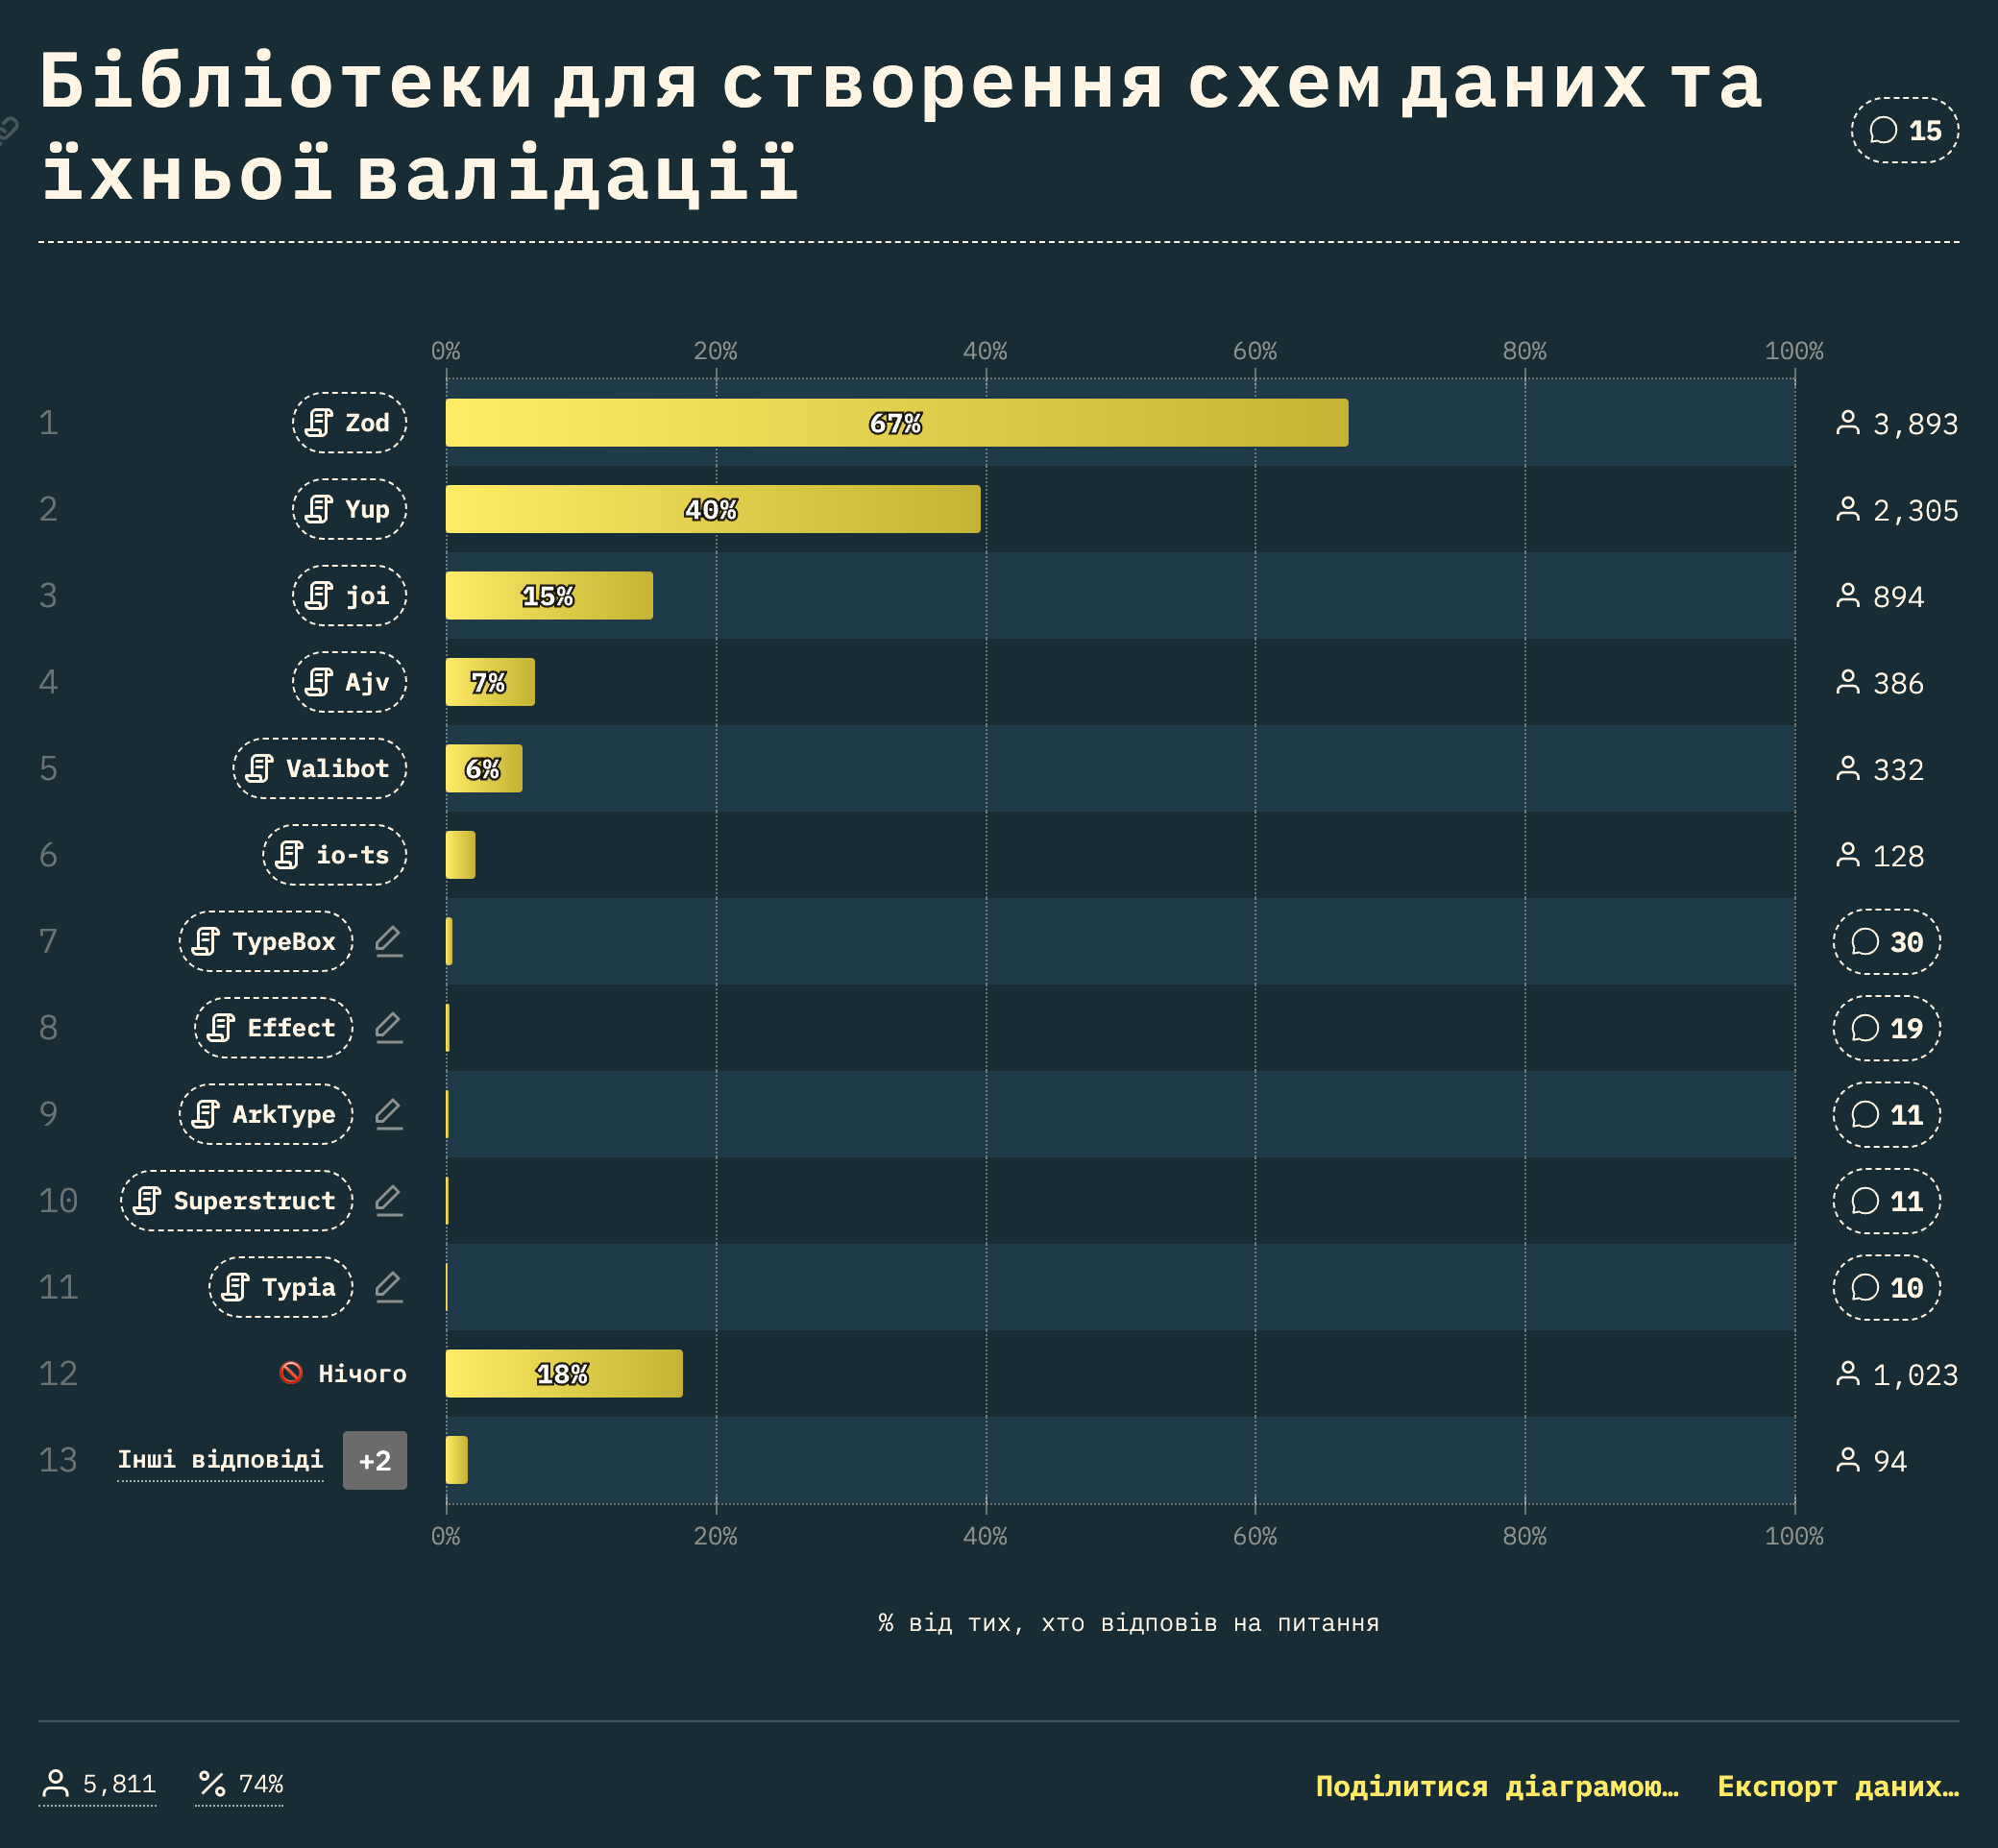 Бібліотеки для створення схем даних та
їхньої валідації
15
0% 20% 40% 60% 80% 100%
1 Zod 67% 3,893
2 Yup 40% 2,305
3 joi 15% 894
4 Ajv 7% 386
5 Valibot 6% 332
6 io-ts 128
7 TypeBox 30
8 Effect 19
9 ArkType 11
10 Superstruct 11
11 Typia 10
12 Нічого 18% 1,023
13 Інші відповіді +2 94
0% 20% 40% 60% 80% 100%
% від тих, хто відповів на питання
5,811 74% Поділитися діаграмою… Експорт даних…